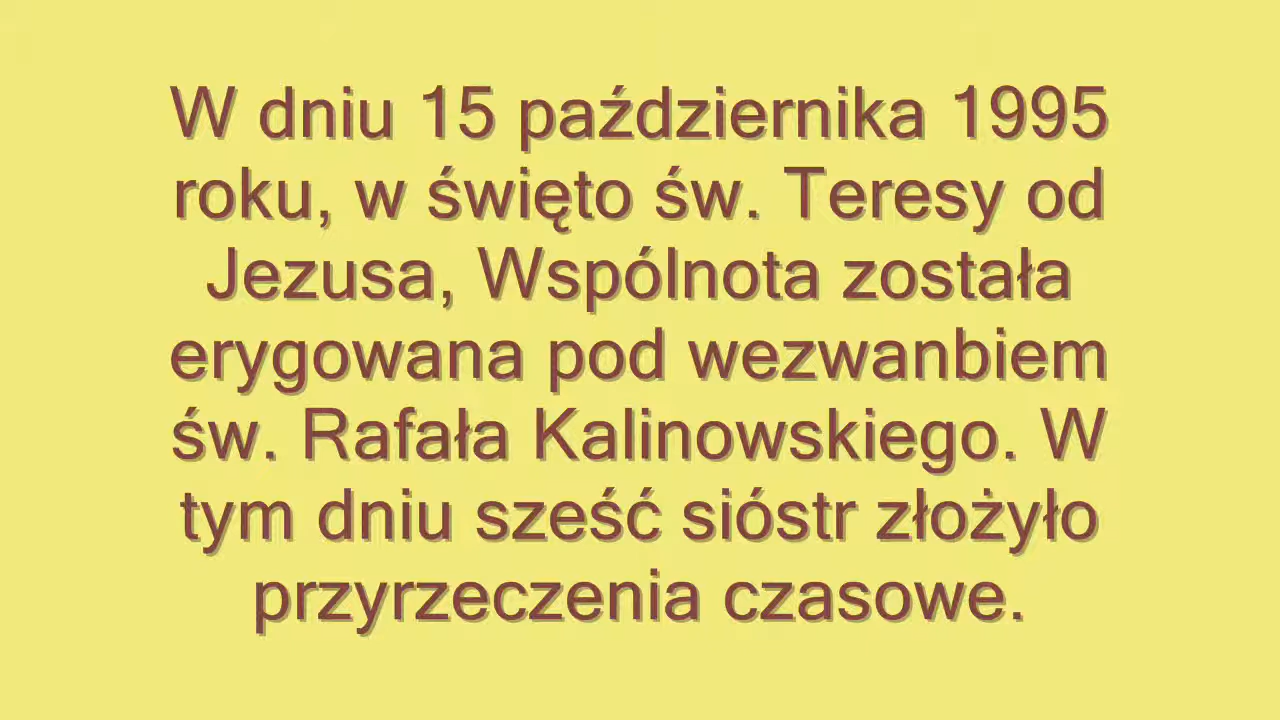 W dniu 15 października 1995
roku, w święto św. Teresy od
Jezusa, Wspólnota została
erygowana pod wezwanbiem
św. Rafała Kalinowskiego. W
tym dniu sześć sióstr złożyło
przyrzeczenia czasowe.